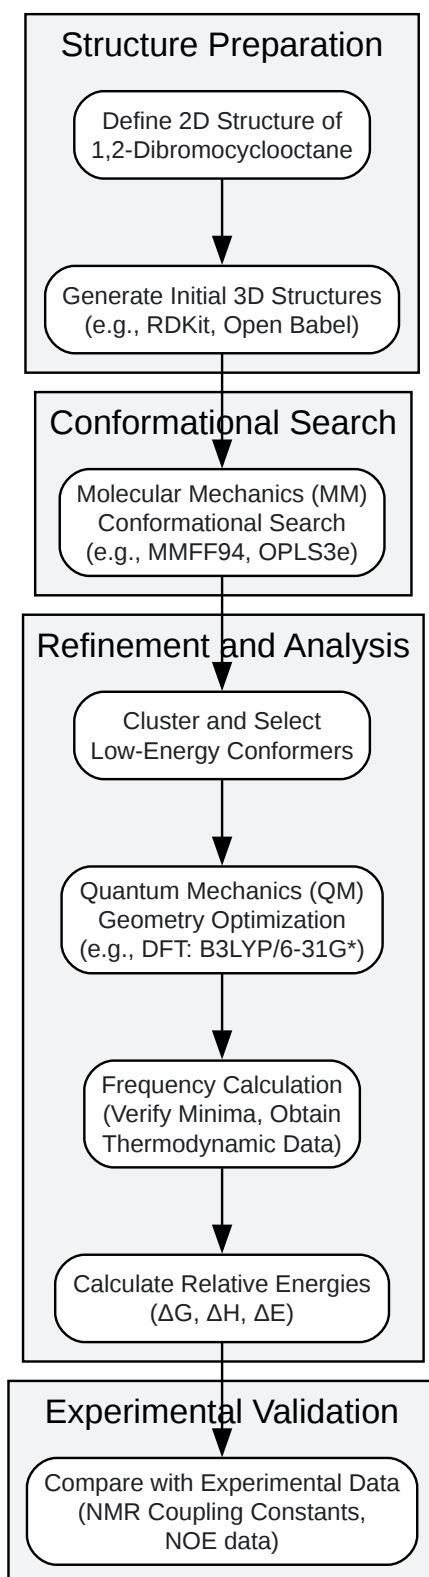 Structure Preparation
Define 2D Structure of
1,2-Dibromocyclooctane
Generate Initial 3D Structures
(e.g., RDKit, Open Babel)
Conformational Search
Molecular Mechanics (MM)
Conformational Search
(e.g., MMFF94, OPLS3e)
Refinement and Analysis
Cluster and Select
Low-Energy Conformers
Quantum Mechanics (QM)
Geometry Optimization
(e.g., DFT: B3LYP/6-31G*)
Frequency Calculation
(Verify Minima, Obtain
Thermodynamic Data)
Calculate Relative Energies
(ΔG, ΔH, ΔE)
Experimental Validation
Compare with Experimental Data
(NMR Coupling Constants,
NOE data)